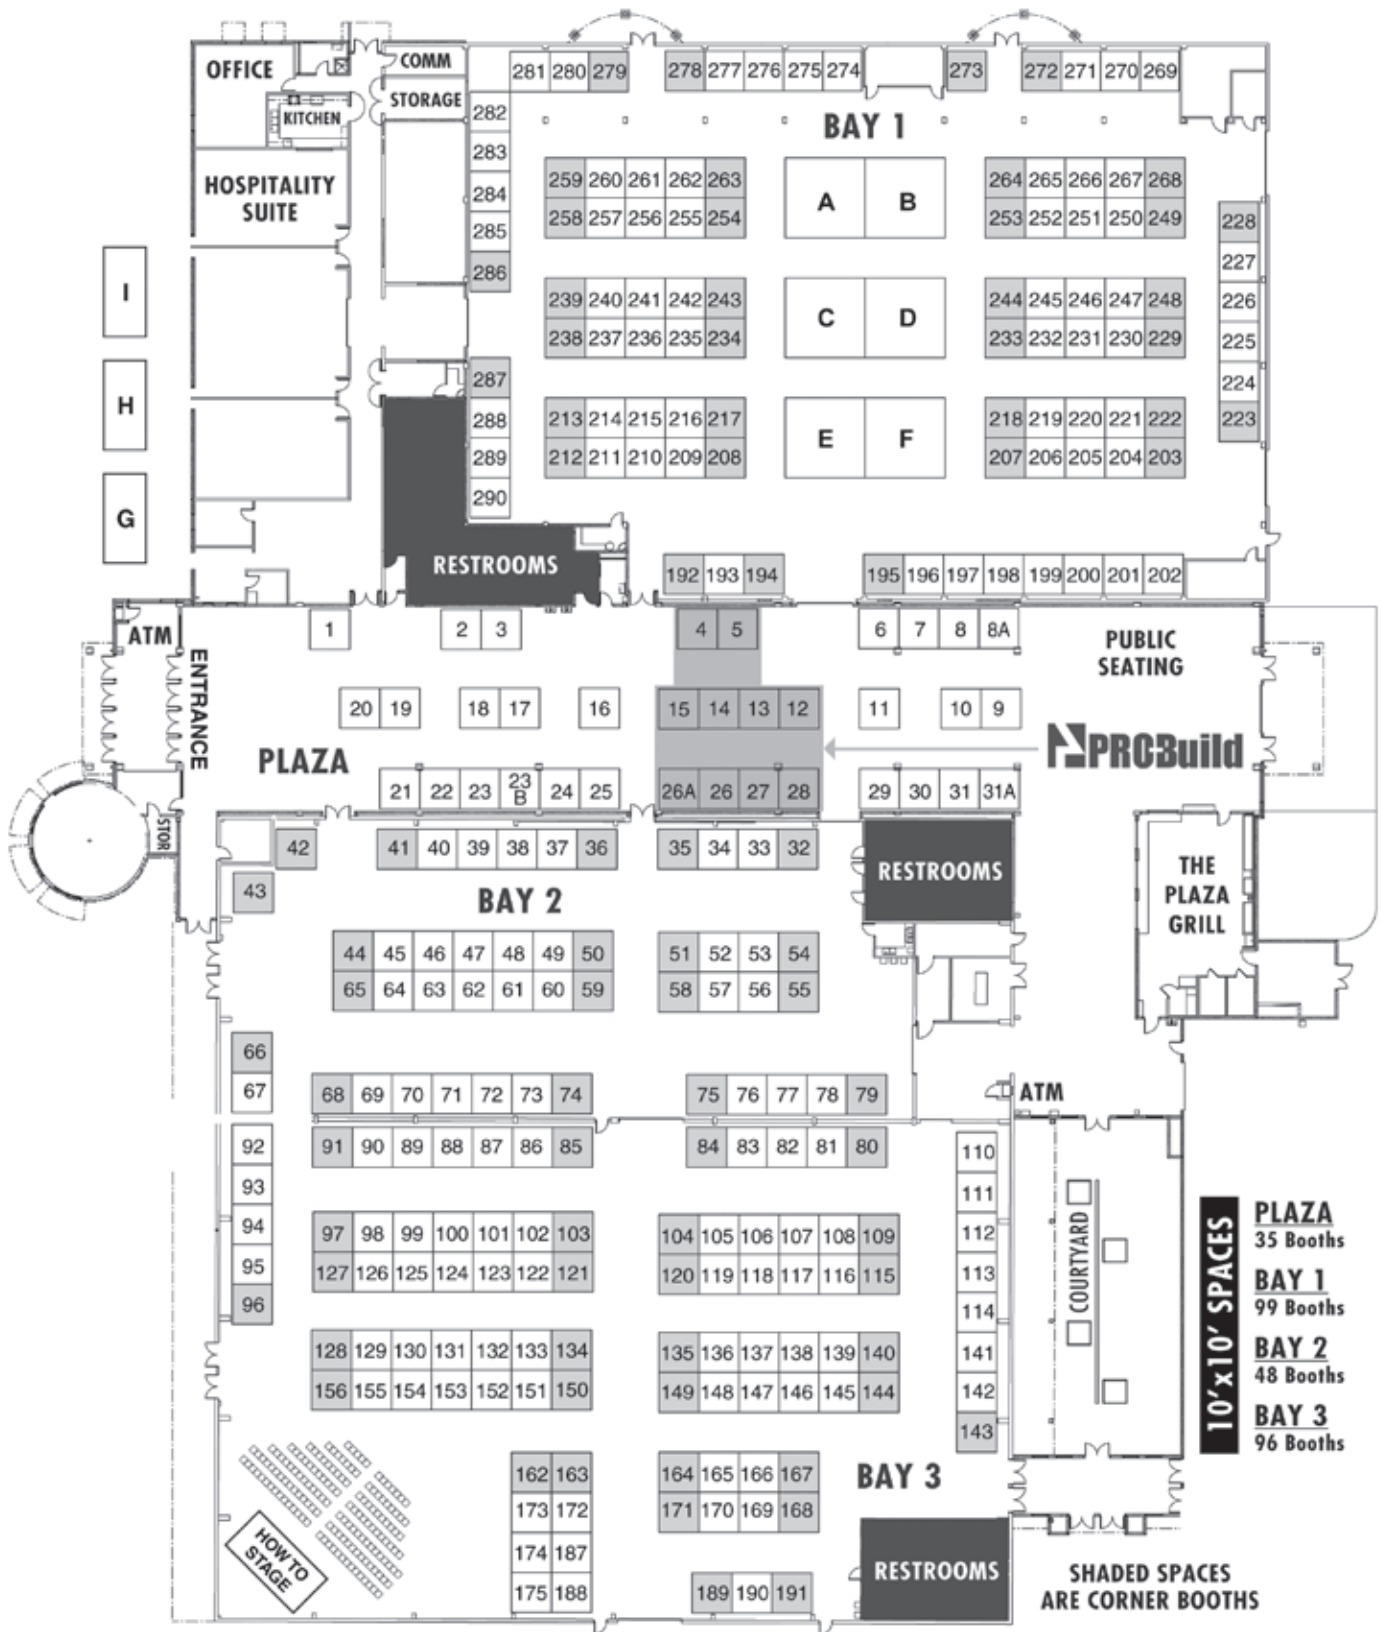 OFFICE
COMM
STORAGE
KITCHEN
HOSPITALITY
SUITE
281 280 279 278 277 276 275 274 273 272 271 270 269
BAY 1
282
283
284
285
286
259 260 261 262 263
258 257 256 255 254
A B
264 265 266 267 268
253 252 251 250 249
228
227
226
225
224
223
239 240 241 242 243
238 237 236 235 234
C D
244 245 246 247 248
233 232 231 230 229
I
H
G
287
288
289
290
213 214 215 216 217
212 211 210 209 208
E F
218 219 220 221 222
207 206 205 204 203
RESTROOMS
192 193 194
195 196 197 198 199 200 201 202
ATM
ENTRANCE
1 2 3 4 5 6 7 8 8A
PUBLIC
SEATING
20 19 18 17 16 15 14 13 12 11 10 9
PLAZA
PROBuild
21 22 23 23 B 24 25 26A 26 27 28 29 30 31 31A
STOR
42 41 40 39 38 37 36 35 34 33 32
43
BAY 2
RESTROOMS
THE
PLAZA
GRILL
44 45 46 47 48 49 50 51 52 53 54
65 64 63 62 61 60 59 58 57 56 55
66
67
68 69 70 71 72 73 74 75 76 77 78 79
ATM
91 90 89 88 87 86 85 84 83 82 81 80
92
93
94
95
96
110
111
112
113
114
141
142
143
97 98 99 100 101 102 103 104 105 106 107 108 109
127 126 125 124 123 122 121 120 119 118 117 116 115
128 129 130 131 132 133 134 135 136 137 138 139 140
156 155 154 153 152 151 150 149 148 147 146 145 144
COURTYARD
10'x10' SPACES
PLAZA
35 Booths
BAY 1
99 Booths
BAY 2
48 Booths
BAY 3
96 Booths
162 163 164 165 166 167
173 172 171 170 169 168
174 187
175 188
BAY 3
HOW TO
STAGE
189 190 191
RESTROOMS
SHADED SPACES
ARE CORNER BOOTHS